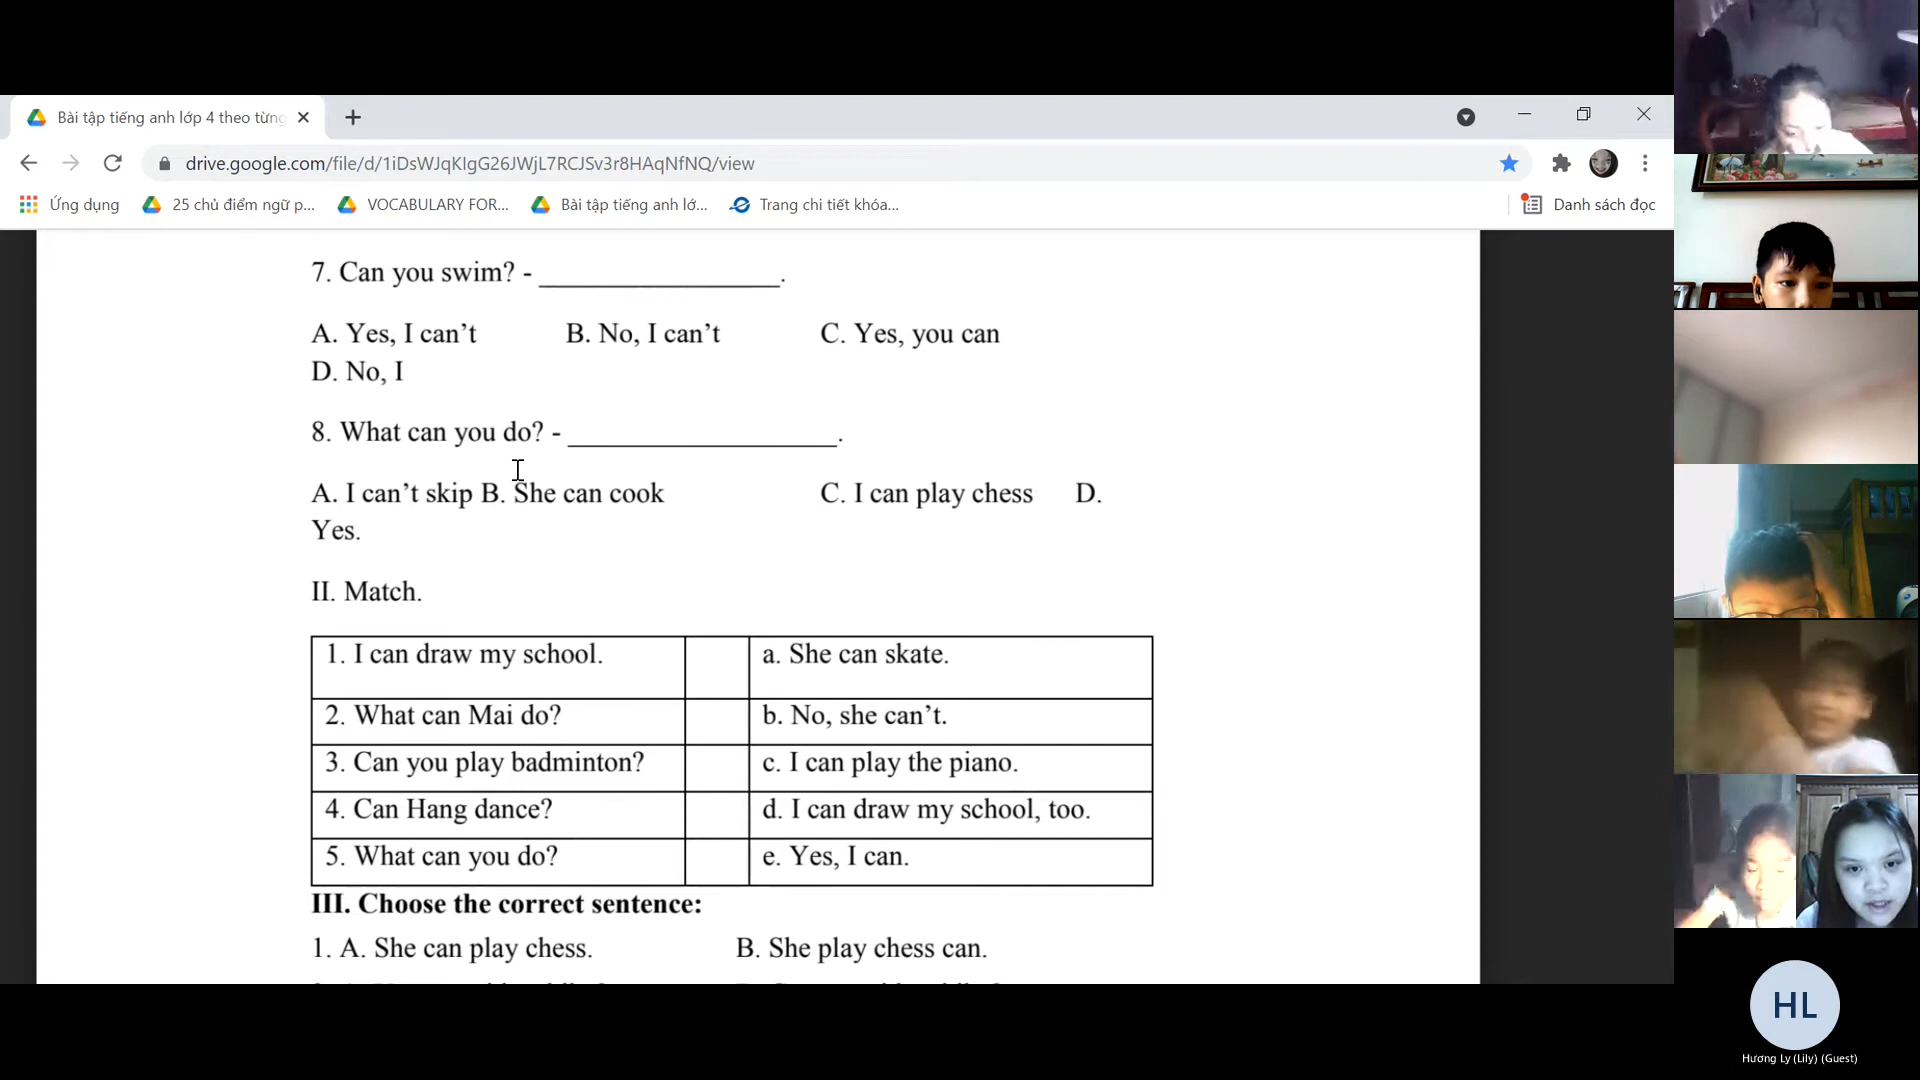 Bài tập tiếng anh lớp 4 theo từng
drive.google.com/file/d/1iDsWJqKIgG26JWjL7RCJSv3r8HAqNfNQ/view
Ứng dụng 25 chủ điểm ngữ p... VOCABULARY FOR... Bài tập tiếng anh lớ... Trang chi tiết khóa... Danh sách đọc
7. Can you swim? - _________________.
A. Yes, I can’t B. No, I can’t C. Yes, you can
D. No, I
8. What can you do? - ___________________.
A. I can’t skip B. She can cook C. I can play chess D.
Yes.
II. Match.
1. I can draw my school. a. She can skate.
2. What can Mai do? b. No, she can’t.
3. Can you play badminton? c. I can play the piano.
4. Can Hang dance? d. I can draw my school, too.
5. What can you do? e. Yes, I can.
III. Choose the correct sentence:
1. A. She can play chess. B. She play chess can.
HL
Hương Ly (Lily) (Guest)